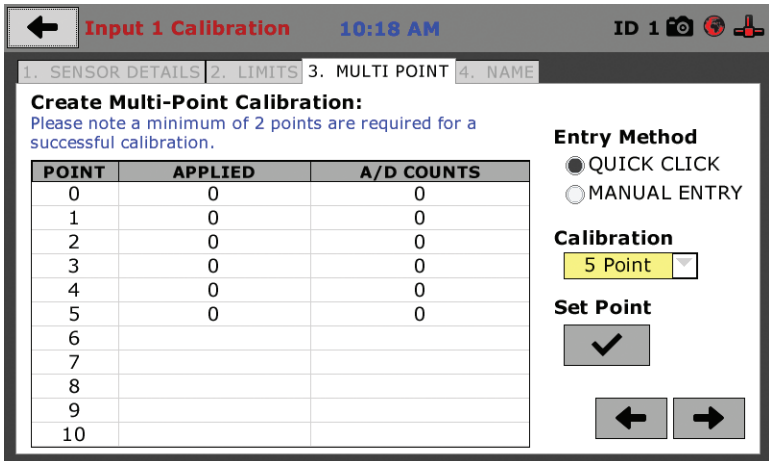 Input 1 Calibration 10:18 AM ID 1
1. SENSOR DETAILS 2. LIMITS 3. MULTI POINT 4. NAME
Create Multi-Point Calibration:
Please note a minimum of 2 points are required for a
successful calibration.
POINT APPLIED A/D COUNTS
0 0 0
1 0 0
2 0 0
3 0 0
4 0 0
5 0 0
6
7
8
9
10
Entry Method
QUICK CLICK
MANUAL ENTRY
Calibration
5 Point
Set Point